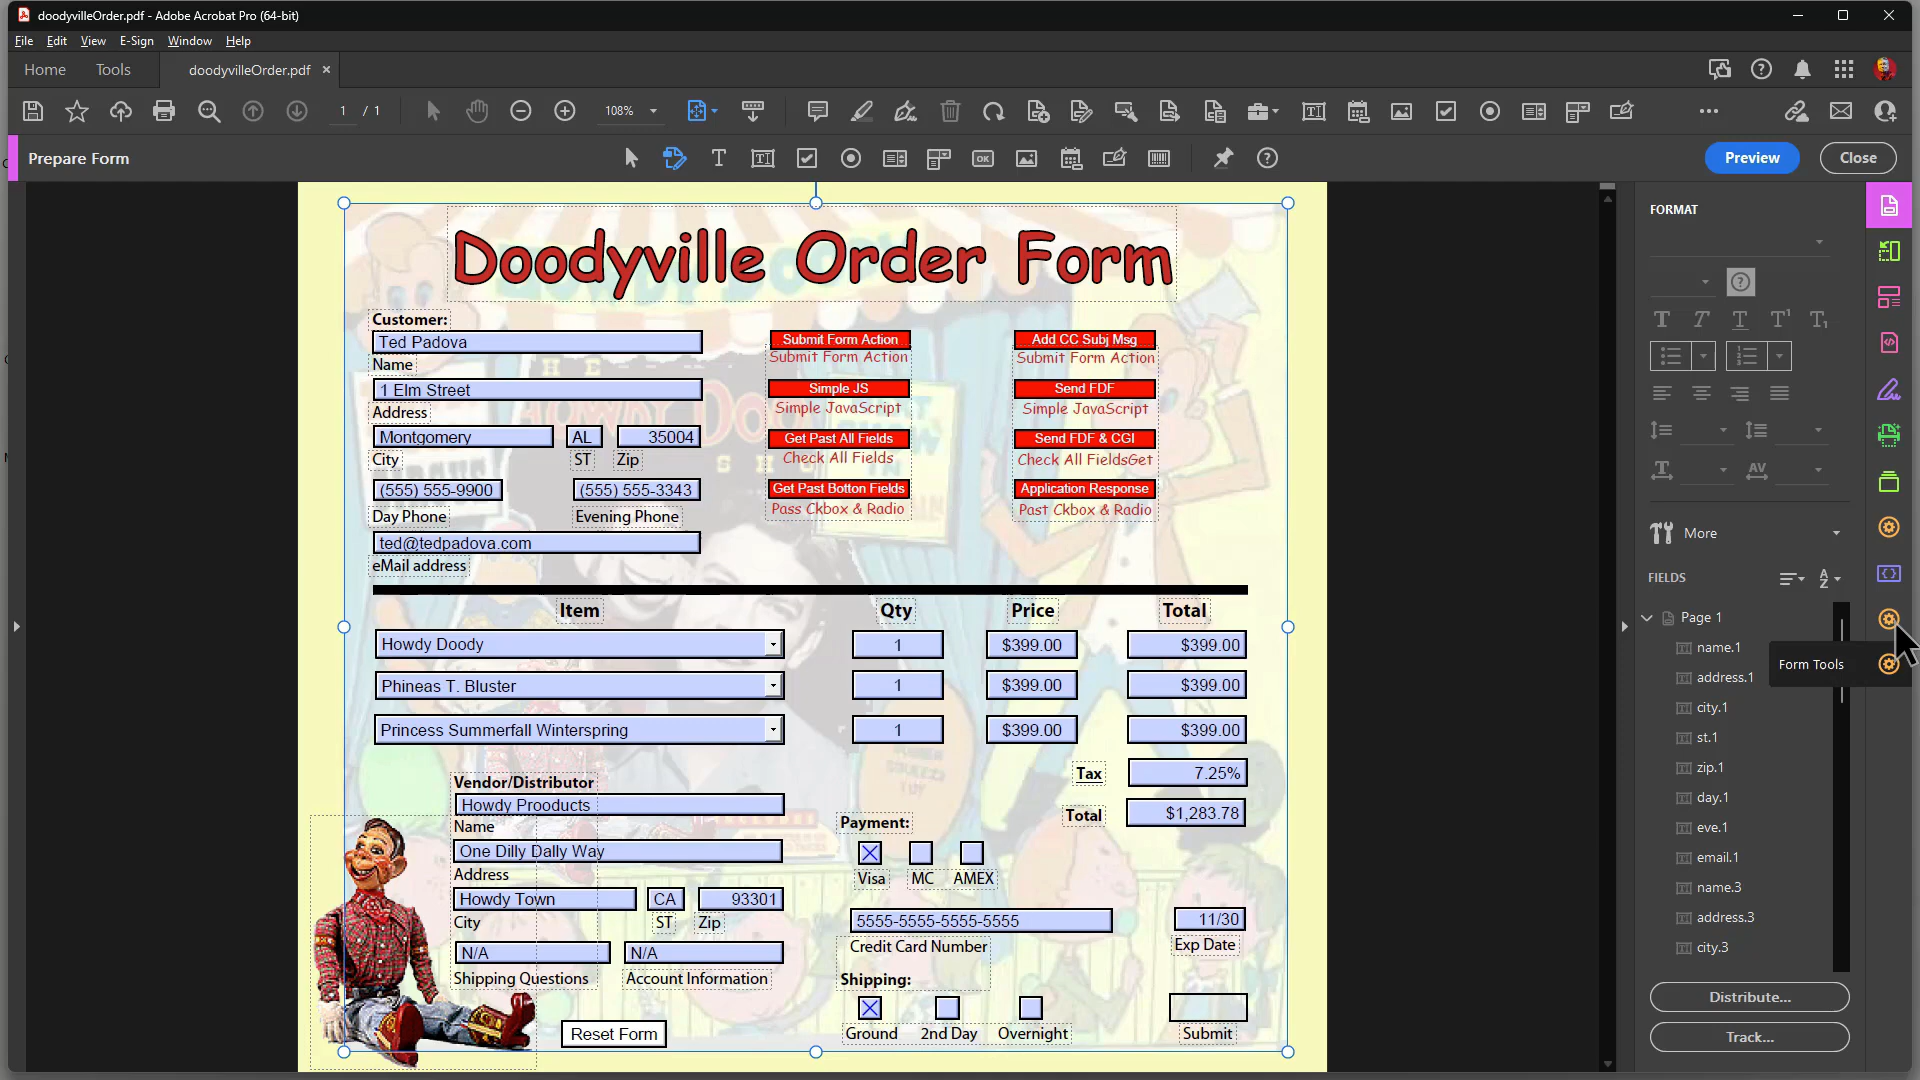 doodyvilleOrder.pdf - Adobe Acrobat Pro (64-bit)
File Edit View E-Sign Window Help
Home Tools doodyvilleOrder.pdf ×
1 / 1 108%
Prepare Form
Preview Close
FORMAT
Doodyville Order Form
Customer:
Ted Padova
Name
1 Elm Street
Address
Montgomery AL 35004
City ST Zip
(555) 555-9900 (555) 555-3343
Day Phone Evening Phone
ted@tedpadova.com
eMail address
Submit Form Action
Submit Form Action
Simple JS
Simple JavaScript
Get Past All Fields
Check All Fields
Get Past Botton Fields
Pass Ckbox & Radio
Add CC Subj Msg
Submit Form Action
Send FDF
Simple JavaScript
Send FDF & CGI
Check All FieldsGet
Application Response
Past Ckbox & Radio
Item Qty Price Total
Howdy Doody 1 $399.00 $399.00
Phineas T. Bluster 1 $399.00 $399.00
Princess Summerfall Winterspring 1 $399.00 $399.00
Tax 7.25%
Total $1,283.78
Vendor/Distributor
Howdy Prooducts
Name
One Dilly Dally Way
Address
Howdy Town CA 93301
City ST Zip
N/A N/A
Shipping Questions Account Information
Reset Form
Payment:
Visa MC AMEX
5555-5555-5555-5555 11/30
Credit Card Number Exp Date
Shipping:
Ground 2nd Day Overnight Submit
More
FIELDS
Page 1
name.1
Form Tools
address.1
city.1
st.1
zip.1
day.1
eve.1
email.1
name.3
address.3
city.3
Distribute...
Track...